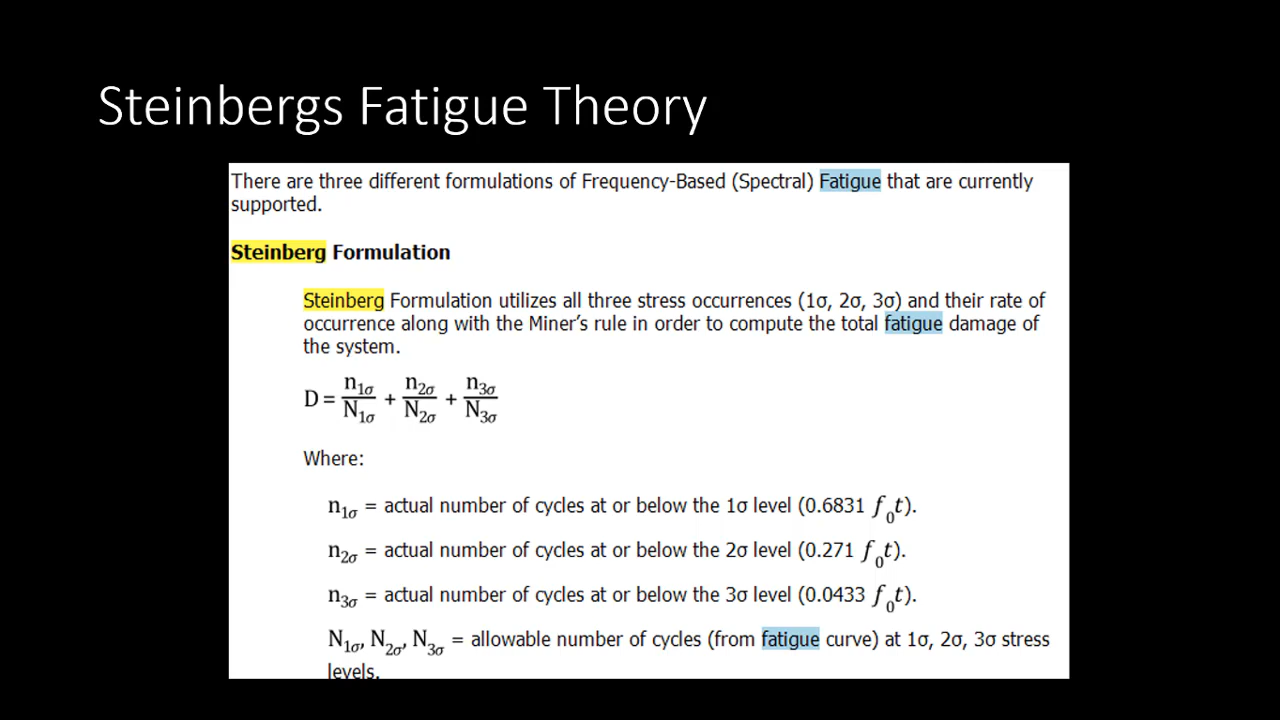 Steinbergs Fatigue Theory
There are three different formulations of Frequency-Based (Spectral) Fatigue that are currently
supported.
Steinberg Formulation
Steinberg Formulation utilizes all three stress occurrences (1σ, 2σ, 3σ) and their rate of
occurrence along with the Miner’s rule in order to compute the total fatigue damage of
the system.
D = n1σ/N1σ + n2σ/N2σ + n3σ/N3σ
Where:
n1σ = actual number of cycles at or below the 1σ level (0.6831 f0t).
n2σ = actual number of cycles at or below the 2σ level (0.271 f0t).
n3σ = actual number of cycles at or below the 3σ level (0.0433 f0t).
N1σ, N2σ, N3σ = allowable number of cycles (from fatigue curve) at 1σ, 2σ, 3σ stress
levels.